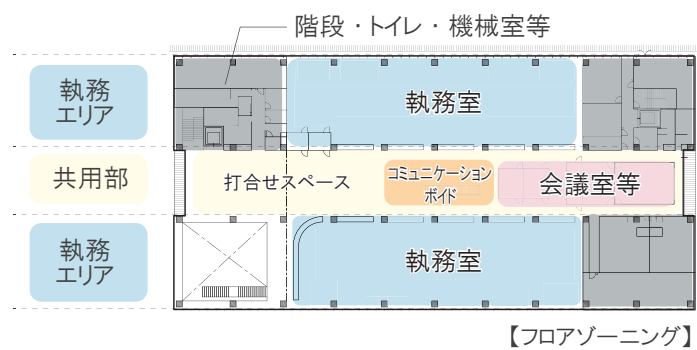 階段・トイレ・機械室等
執務
エリア
執務室
共用部
打合せスペース
コミュニケーション
ボイド
会議室等
執務
エリア
執務室
【フロアゾーニング】